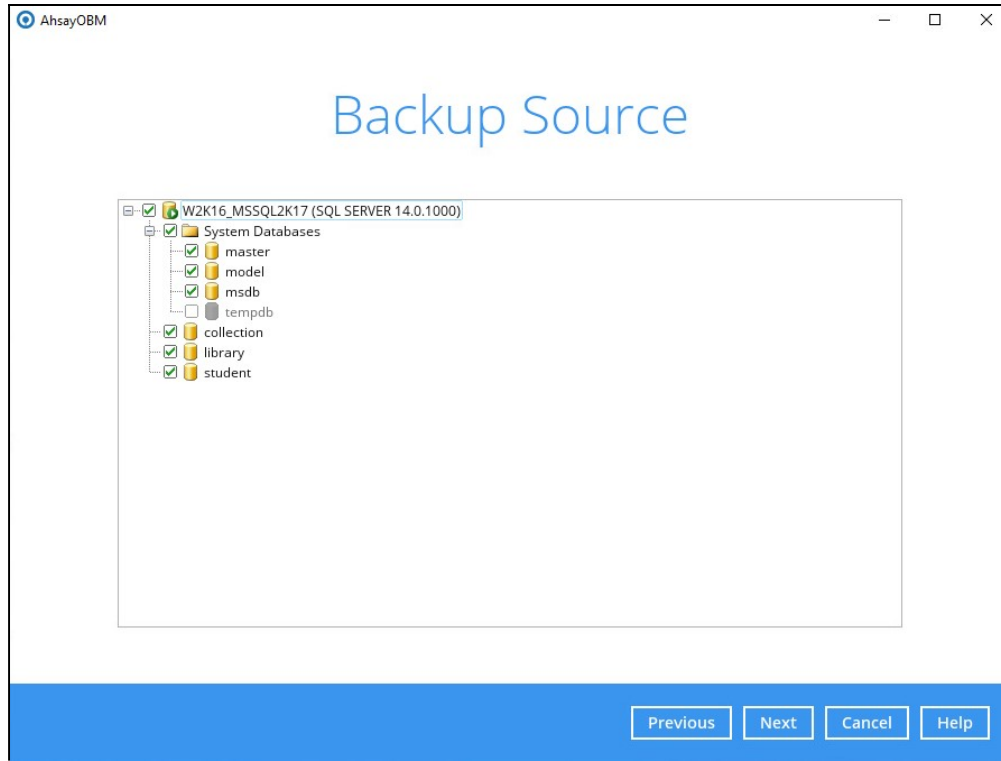 AhsayOBM
Backup Source
W2K16_MSSQL2K17 (SQL SERVER 14.0.1000)
System Databases
master
model
msdb
tempdb
collection
library
student
Previous Next Cancel Help